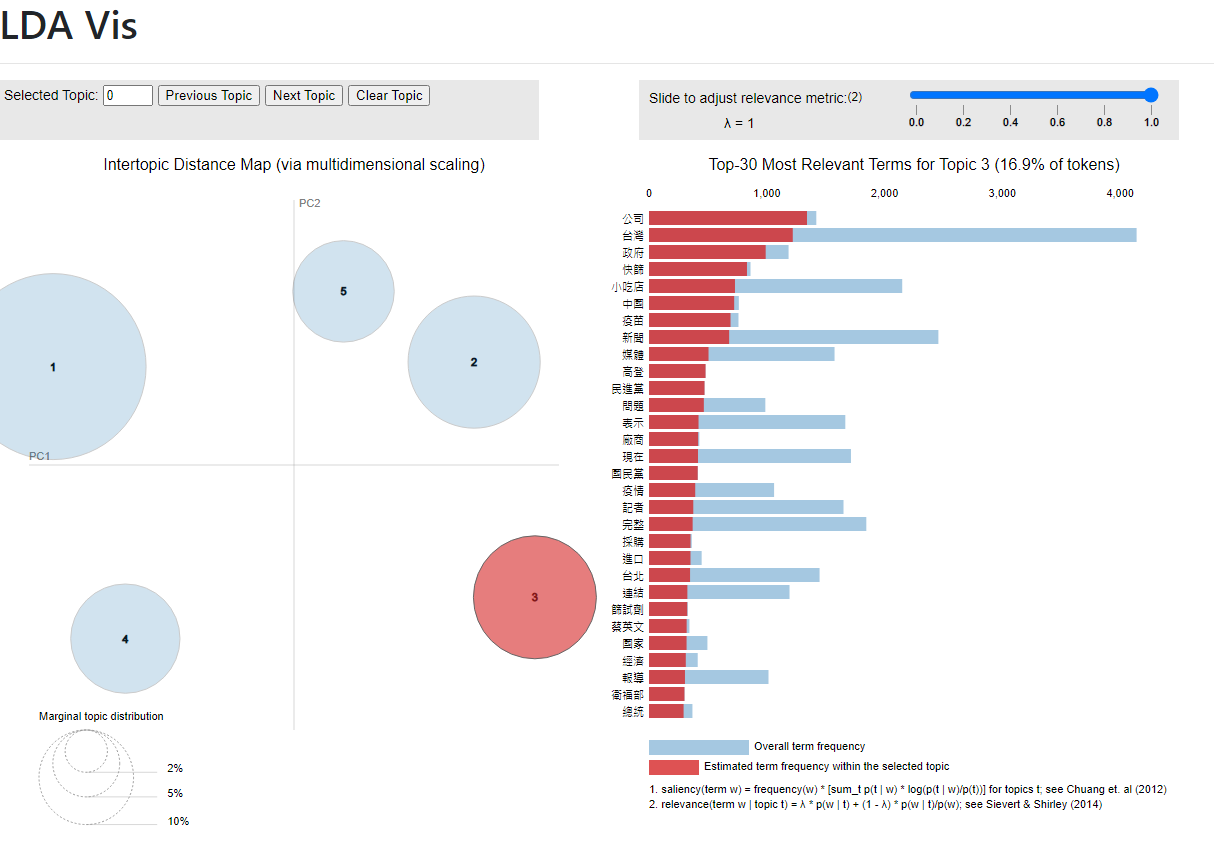 LDA Vis
Selected Topic: 0 Previous Topic Next Topic Clear Topic
Slide to adjust relevance metric:(2)
λ = 1
0.0 0.2 0.4 0.6 0.8 1.0
Intertopic Distance Map (via multidimensional scaling)
PC2
PC1
5
2
1
3
4
Marginal topic distribution
2%
5%
10%
Top-30 Most Relevant Terms for Topic 3 (16.9% of tokens)
0 1,000 2,000 3,000 4,000
公司
台灣
政府
快篩
小吃店
中國
疫苗
新聞
媒體
高登
民進黨
問題
表示
廠商
現在
國民黨
疫情
記者
完整
採購
進口
台北
連結
篩試劑
蔡英文
國家
經濟
報導
衛福部
總統
Overall term frequency
Estimated term frequency within the selected topic
1. saliency(term w) = frequency(w) * [sum_t p(t | w) * log(p(t | w)/p(t))] for topics t; see Chuang et. al (2012)
2. relevance(term w | topic t) = λ * p(w | t) + (1 - λ) * p(w | t)/p(w); see Sievert & Shirley (2014)